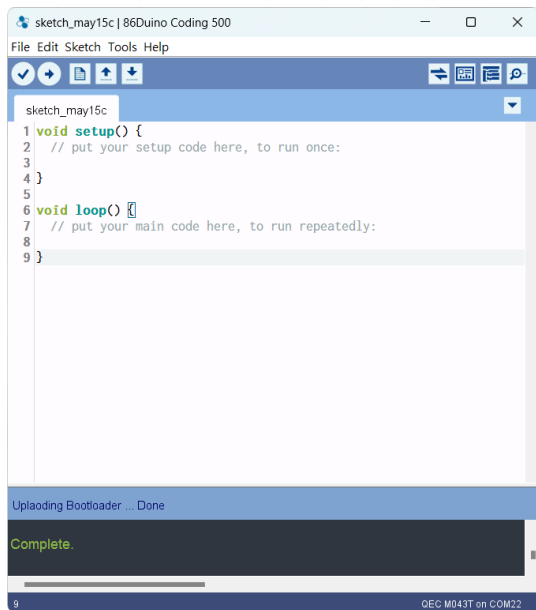 sketch_may15c | 86Duino Coding 500
File Edit Sketch Tools Help
sketch_may15c
1 void setup() {
2 // put your setup code here, to run once:
3
4 }
5
6 void loop() {
7 // put your main code here, to run repeatedly:
8
9 }
Uplaoding Bootloader ... Done
Complete.
9 QEC M043T on COM22